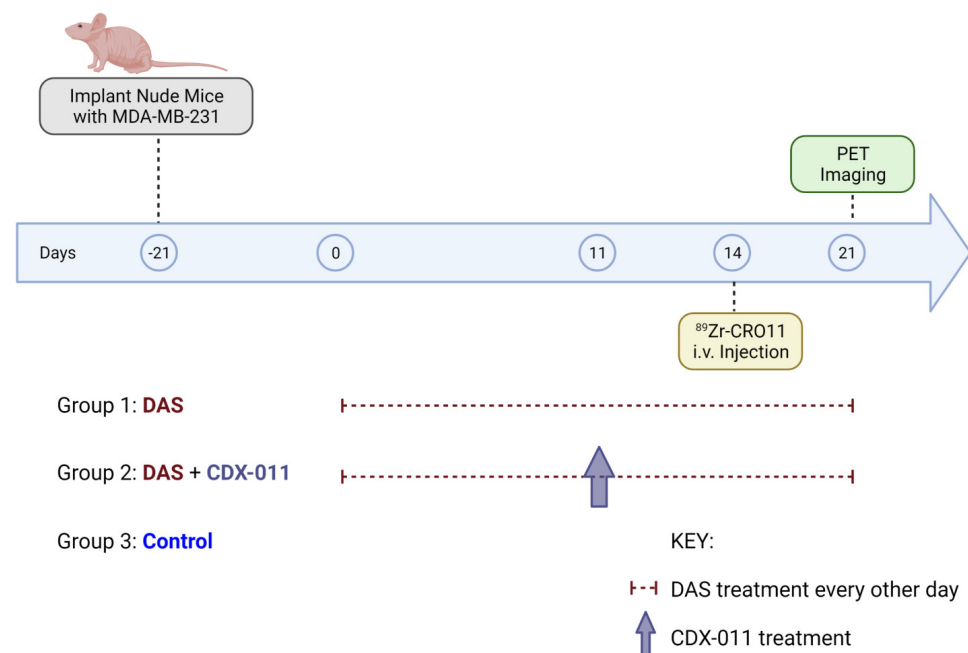 Implant Nude Mice
with MDA-MB-231
PET
Imaging
Days -21 0 11 14 21
⁸⁹Zr-CRO11
i.v. Injection
Group 1: DAS
Group 2: DAS + CDX-011
Group 3: Control
KEY:
DAS treatment every other day
CDX-011 treatment